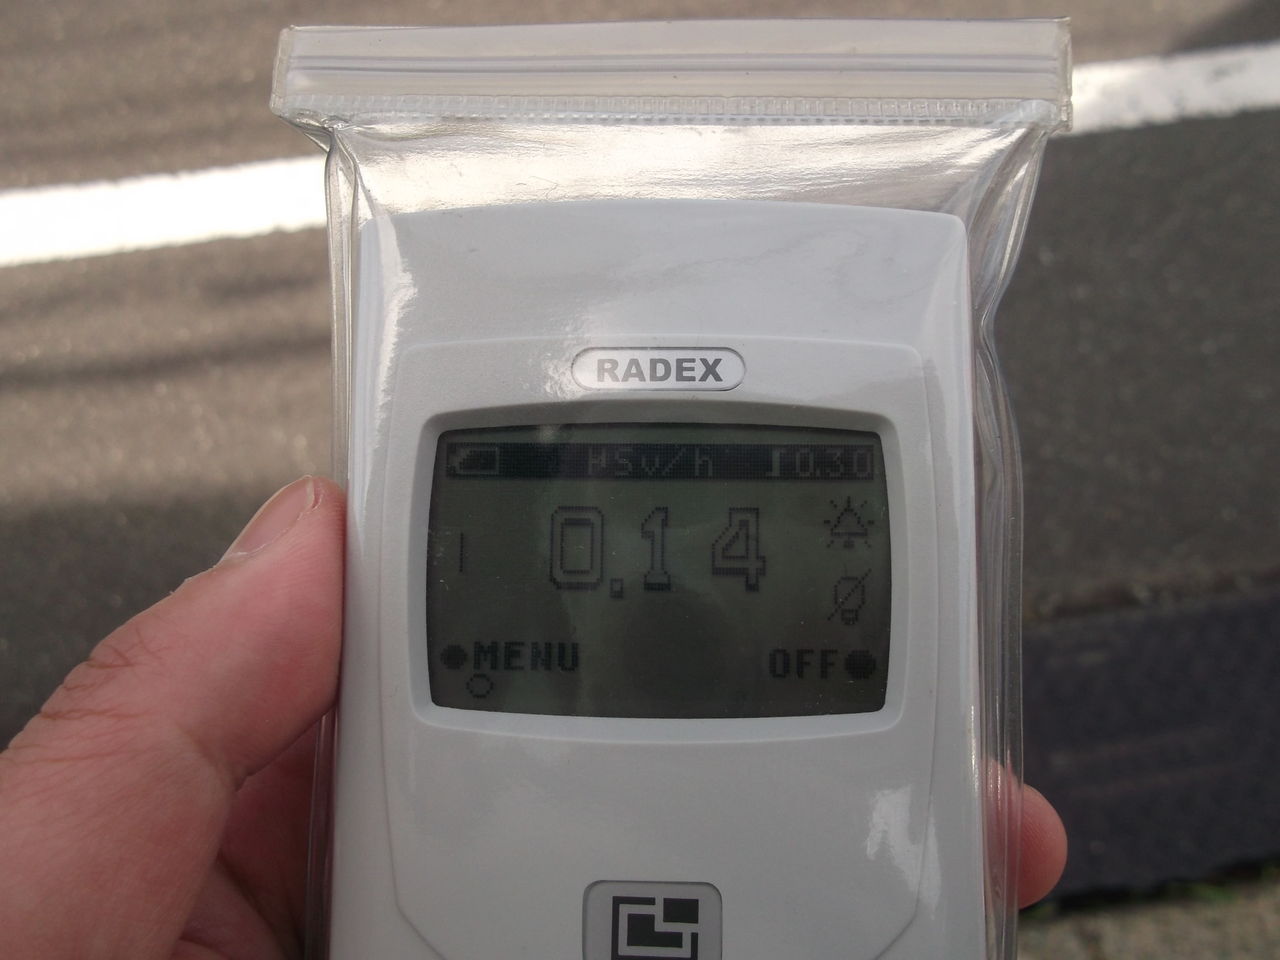 RADEX
µSv/h 0.30
0.14
MENU OFF